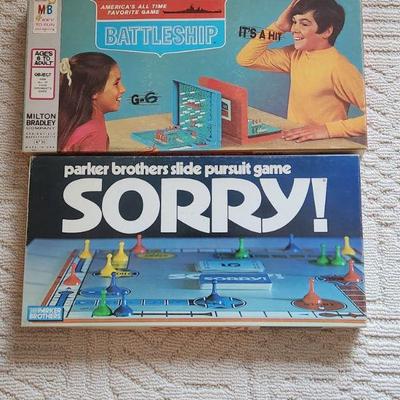 MB
AMERICA'S ALL TIME
FAVORITE GAME
BATTLESHIP
IT'S A HIT
G-6
AGES
8 TO
ADULT
OBJECT
MILTON
BRADLEY
COMPANY
parker brothers slide pursuit game
SORRY!
SORRY!
PARKER
BROTHERS